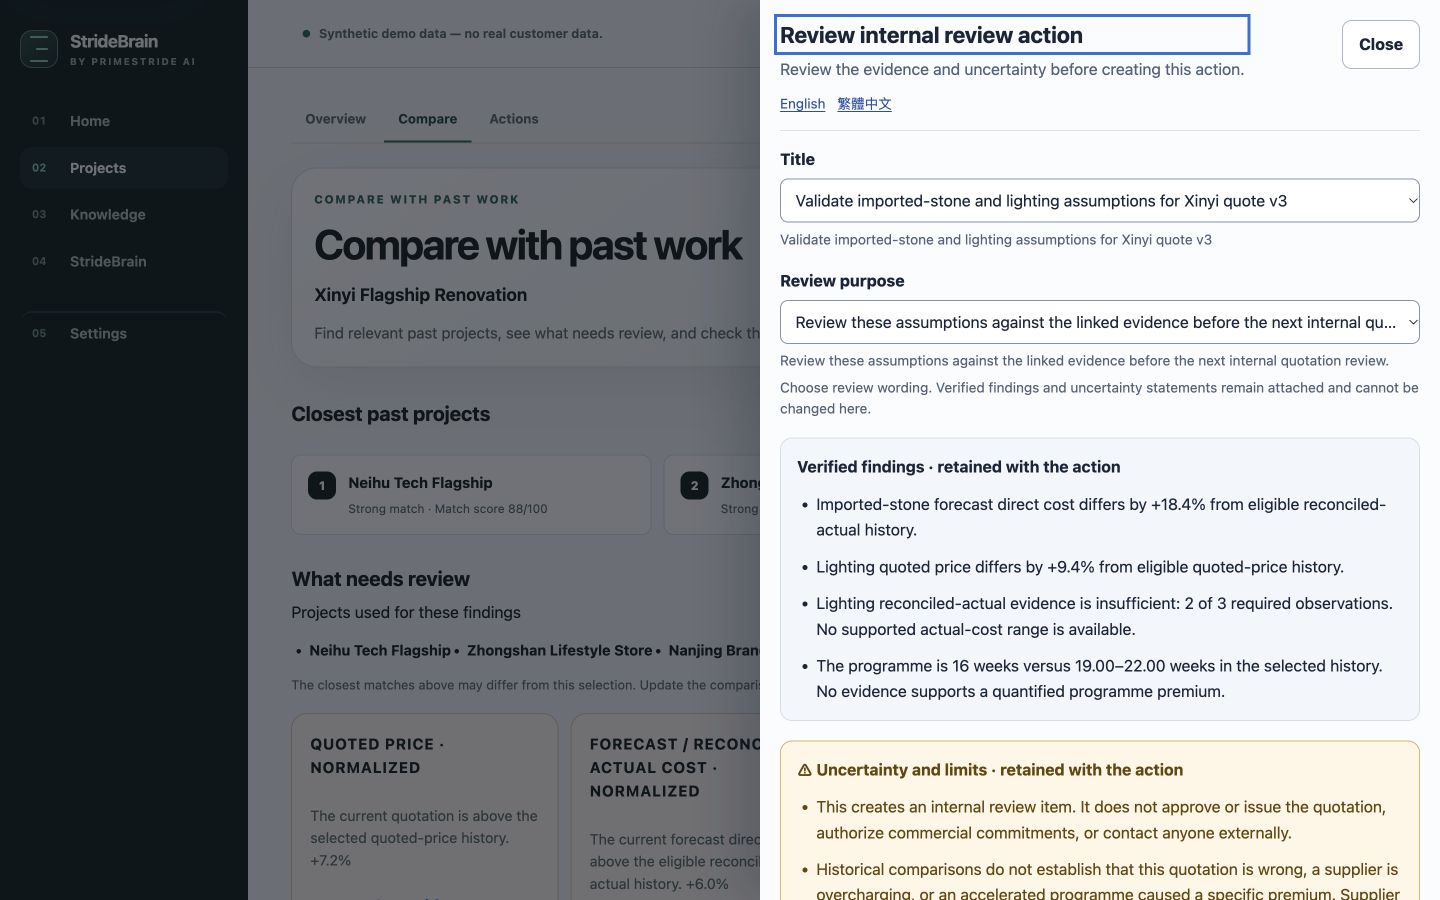 StrideBrain
BY PRIMESTRIDE AI
01 Home
02 Projects
03 Knowledge
04 StrideBrain
05 Settings
Synthetic demo data — no real customer data.
Overview Compare Actions
COMPARE WITH PAST WORK
Compare with past work
Xinyi Flagship Renovation
Find relevant past projects, see what needs review, and check th
Closest past projects
1 Neihu Tech Flagship
Strong match · Match score 88/100
2 Zhong
Strong
What needs review
Projects used for these findings
• Neihu Tech Flagship • Zhongshan Lifestyle Store • Nanjing Bran
The closest matches above may differ from this selection. Update the compari
QUOTED PRICE ·
NORMALIZED
The current quotation is above the
selected quoted-price history.
+7.2%
FORECAST / RECONC
ACTUAL COST ·
NORMALIZED
The current forecast direc
above the eligible reconcil
actual history. +6.0%
Review internal review action
Close
Review the evidence and uncertainty before creating this action.
English 繁體中文
Title
Validate imported-stone and lighting assumptions for Xinyi quote v3
Validate imported-stone and lighting assumptions for Xinyi quote v3
Review purpose
Review these assumptions against the linked evidence before the next internal qu...
Review these assumptions against the linked evidence before the next internal quotation review.
Choose review wording. Verified findings and uncertainty statements remain attached and cannot be
changed here.
Verified findings · retained with the action
• Imported-stone forecast direct cost differs by +18.4% from eligible reconciled-
actual history.
• Lighting quoted price differs by +9.4% from eligible quoted-price history.
• Lighting reconciled-actual evidence is insufficient: 2 of 3 required observations.
No supported actual-cost range is available.
• The programme is 16 weeks versus 19.00–22.00 weeks in the selected history.
No evidence supports a quantified programme premium.
⚠ Uncertainty and limits · retained with the action
• This creates an internal review item. It does not approve or issue the quotation,
authorize commercial commitments, or contact anyone externally.
• Historical comparisons do not establish that this quotation is wrong, a supplier is
overcharging, or an accelerated programme caused a specific premium. Supplier